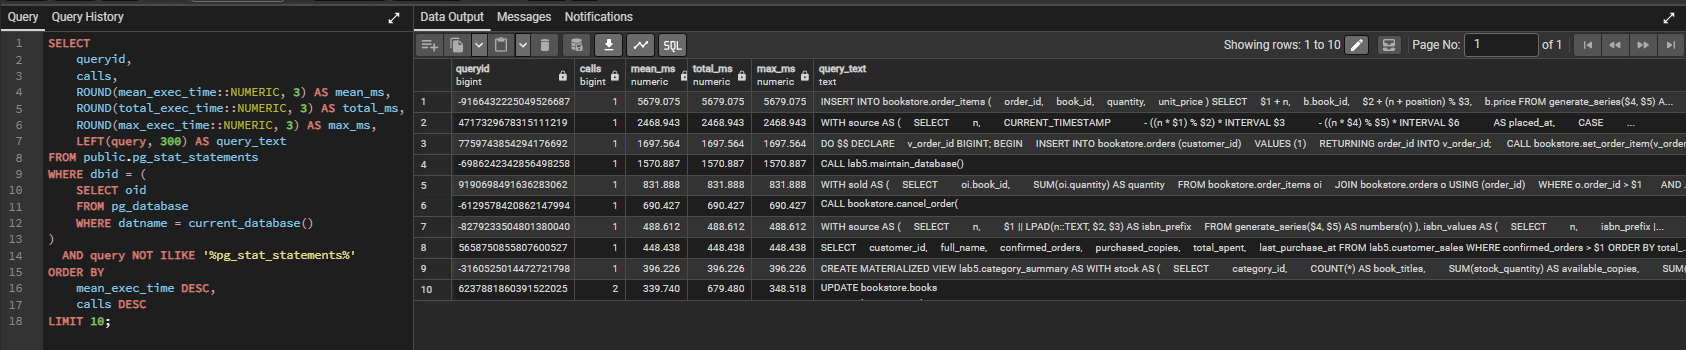 Query Query History
1 SELECT
2 queryid,
3 calls,
4 ROUND(mean_exec_time::NUMERIC, 3) AS mean_ms,
5 ROUND(total_exec_time::NUMERIC, 3) AS total_ms,
6 ROUND(max_exec_time::NUMERIC, 3) AS max_ms,
7 LEFT(query, 300) AS query_text
8 FROM public.pg_stat_statements
9 WHERE dbid = (
10 SELECT oid
11 FROM pg_database
12 WHERE datname = current_database()
13 )
14 AND query NOT ILIKE '%pg_stat_statements%'
15 ORDER BY
16 mean_exec_time DESC,
17 calls DESC
18 LIMIT 10;
Data Output Messages Notifications
SQL Showing rows: 1 to 10 Page No: 1 of 1
queryid calls mean_ms total_ms max_ms query_text
bigint bigint numeric numeric numeric text
1 -9166432225049526687 1 5679.075 5679.075 5679.075 INSERT INTO bookstore.order_items ( order_id, book_id, quantity, unit_price ) SELECT $1 + n, b.book_id, $2 + (n + position) % $3, b.price FROM generate_series($4, $5) A...
2 4717329678315111219 1 2468.943 2468.943 2468.943 WITH source AS ( SELECT n, CURRENT_TIMESTAMP - ((n * $1) % $2) * INTERVAL $3 - ((n * $4) % $5) * INTERVAL $6 AS placed_at, CASE ...
3 7759743854294176692 1 1697.564 1697.564 1697.564 DO $$ DECLARE v_order_id BIGINT; BEGIN INSERT INTO bookstore.orders (customer_id) VALUES (1) RETURNING order_id INTO v_order_id; CALL bookstore.set_order_item(v_orde
4 -6986242342856498258 1 1570.887 1570.887 1570.887 CALL lab5.maintain_database()
5 9190698491636283062 1 831.888 831.888 831.888 WITH sold AS ( SELECT oi.book_id, SUM(oi.quantity) AS quantity FROM bookstore.order_items oi JOIN bookstore.orders o USING (order_id) WHERE o.order_id > $1 AND
6 -6129578420862147994 1 690.427 690.427 690.427 CALL bookstore.cancel_order(
7 -8279233504801380040 1 488.612 488.612 488.612 WITH source AS ( SELECT n, $1 || LPAD(n::TEXT, $2, $3) AS isbn_prefix FROM generate_series($4, $5) AS numbers(n) ), isbn_values AS ( SELECT n, isbn_prefix |...
8 5658750855807600527 1 448.438 448.438 448.438 SELECT customer_id, full_name, confirmed_orders, purchased_copies, total_spent, last_purchase_at FROM lab5.customer_sales WHERE confirmed_orders > $1 ORDER BY total_...
9 -3160525014472721798 1 396.226 396.226 396.226 CREATE MATERIALIZED VIEW lab5.category_summary AS WITH stock AS ( SELECT category_id, COUNT(*) AS book_titles, SUM(stock_quantity) AS available_copies, SUM(
10 6237881860391522025 2 339.740 679.480 348.518 UPDATE bookstore.books